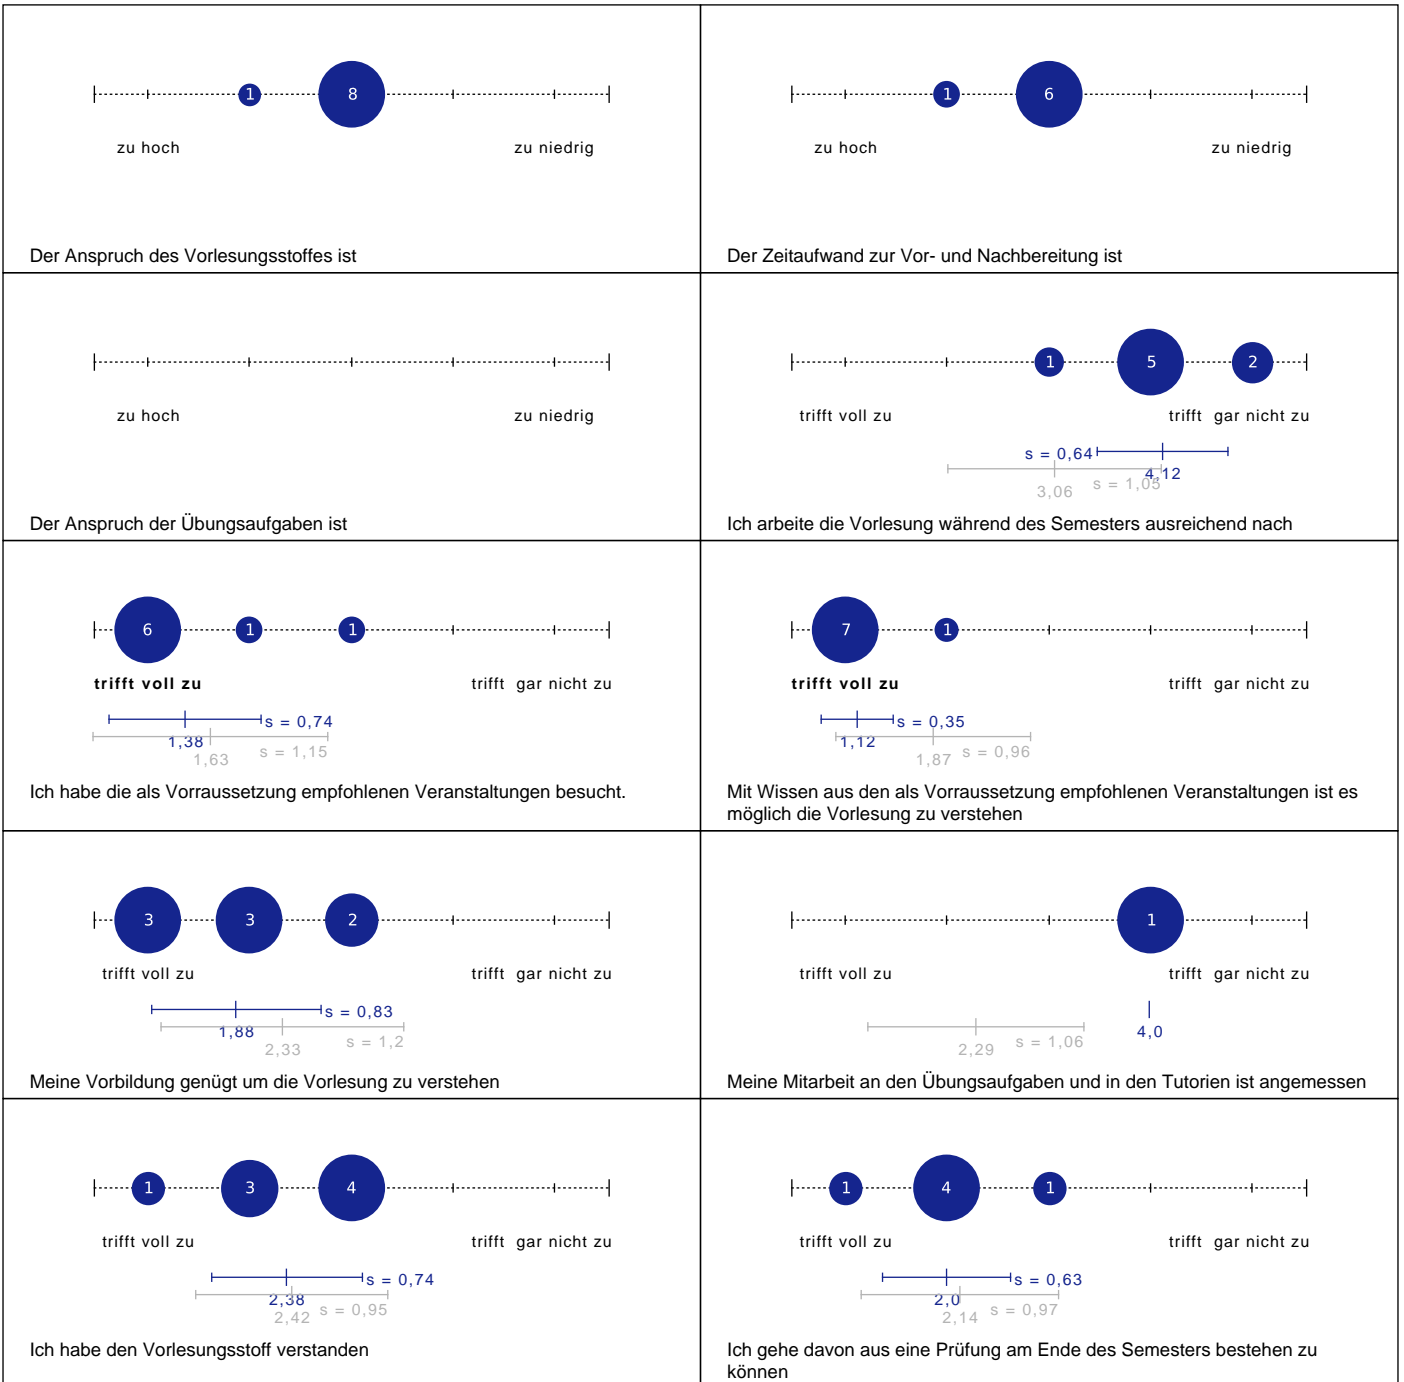 1
8
zu hoch
zu niedrig
Der Anspruch des Vorlesungsstoffes ist
1
6
zu hoch
zu niedrig
Der Zeitaufwand zur Vor- und Nachbereitung ist
zu hoch
zu niedrig
Der Anspruch der Übungsaufgaben ist
1
5
2
trifft voll zu
trifft gar nicht zu
s = 0,64
4,12
3,06
s = 1,05
Ich arbeite die Vorlesung während des Semesters ausreichend nach
6
1
1
trifft voll zu
trifft gar nicht zu
s = 0,74
1,38
1,63
s = 1,15
Ich habe die als Vorraussetzung empfohlenen Veranstaltungen besucht.
7
1
trifft voll zu
trifft gar nicht zu
s = 0,35
1,12
1,87
s = 0,96
Mit Wissen aus den als Vorraussetzung empfohlenen Veranstaltungen ist es
möglich die Vorlesung zu verstehen
3
3
2
trifft voll zu
trifft gar nicht zu
s = 0,83
1,88
2,33
s = 1,2
Meine Vorbildung genügt um die Vorlesung zu verstehen
1
trifft voll zu
trifft gar nicht zu
4,0
2,29
s = 1,06
Meine Mitarbeit an den Übungsaufgaben und in den Tutorien ist angemessen
1
3
4
trifft voll zu
trifft gar nicht zu
s = 0,74
2,38
2,42
s = 0,95
Ich habe den Vorlesungsstoff verstanden
1
4
1
trifft voll zu
trifft gar nicht zu
s = 0,63
2,0
2,14
s = 0,97
Ich gehe davon aus eine Prüfung am Ende des Semesters bestehen zu
können